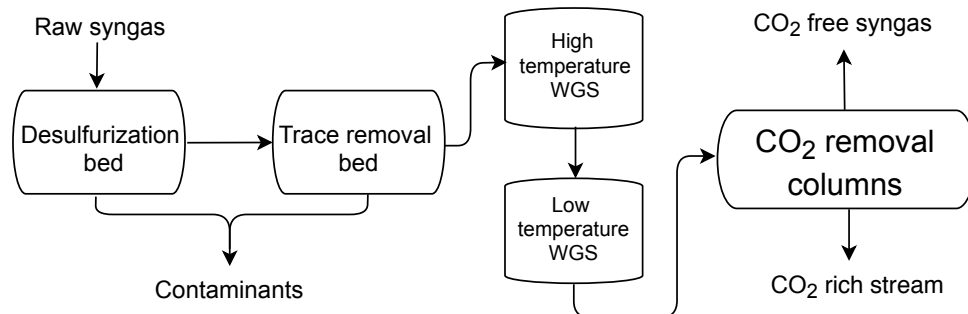 Raw syngas
Desulfurization
bed
Trace removal
bed
Contaminants
High
temperature
WGS
Low
temperature
WGS
CO₂ free syngas
CO₂ removal
columns
CO₂ rich stream